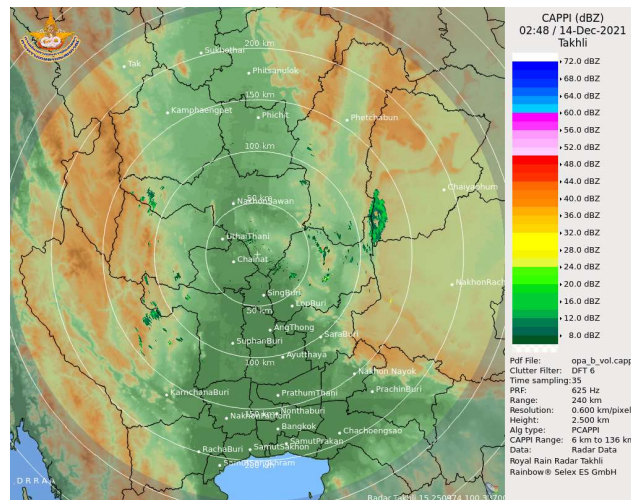 CAPPI (dBZ)
02:48 / 14-Dec-2021
Takhli
72.0 dBZ
68.0 dBZ
64.0 dBZ
60.0 dBZ
56.0 dBZ
52.0 dBZ
48.0 dBZ
44.0 dBZ
40.0 dBZ
36.0 dBZ
32.0 dBZ
28.0 dBZ
24.0 dBZ
20.0 dBZ
16.0 dBZ
12.0 dBZ
8.0 dBZ
Pdf File: opa_b_vol.capp
Clutter Filter: DFT 6
Time sampling:35
PRF: 625 Hz
Range: 240 km
Resolution: 0.600 km/pixel
Height: 2.500 km
Alg type: PCAPPI
CAPPI Range: 6 km to 136 km
Data: Radar Data
Royal Rain Radar Takhli
Rainbow® Selex ES GmbH
200 km
Sukhothai
Tak
Phitsanulok
150 km
Kamphaengpet
Phichit
Phetchabun
100 km
Chaiyaphum
50 km
NakhonSawan
UthaiThani
Chainat
NakhonRach
SingBuri
LopBuri
50 km
AngThong
SaraBuri
SuphanBuri
Ayutthaya
100 km
Nakhon Nayok
KamchanaBuri
PrathumThani
PrachinBuri
150 km
Nonthaburi
NakhonPathom
Bangkok
Chachoengsao
SamutPrakan
RachaBuri
SamutSakhon
SamutSongkhram
200 km
D R R A